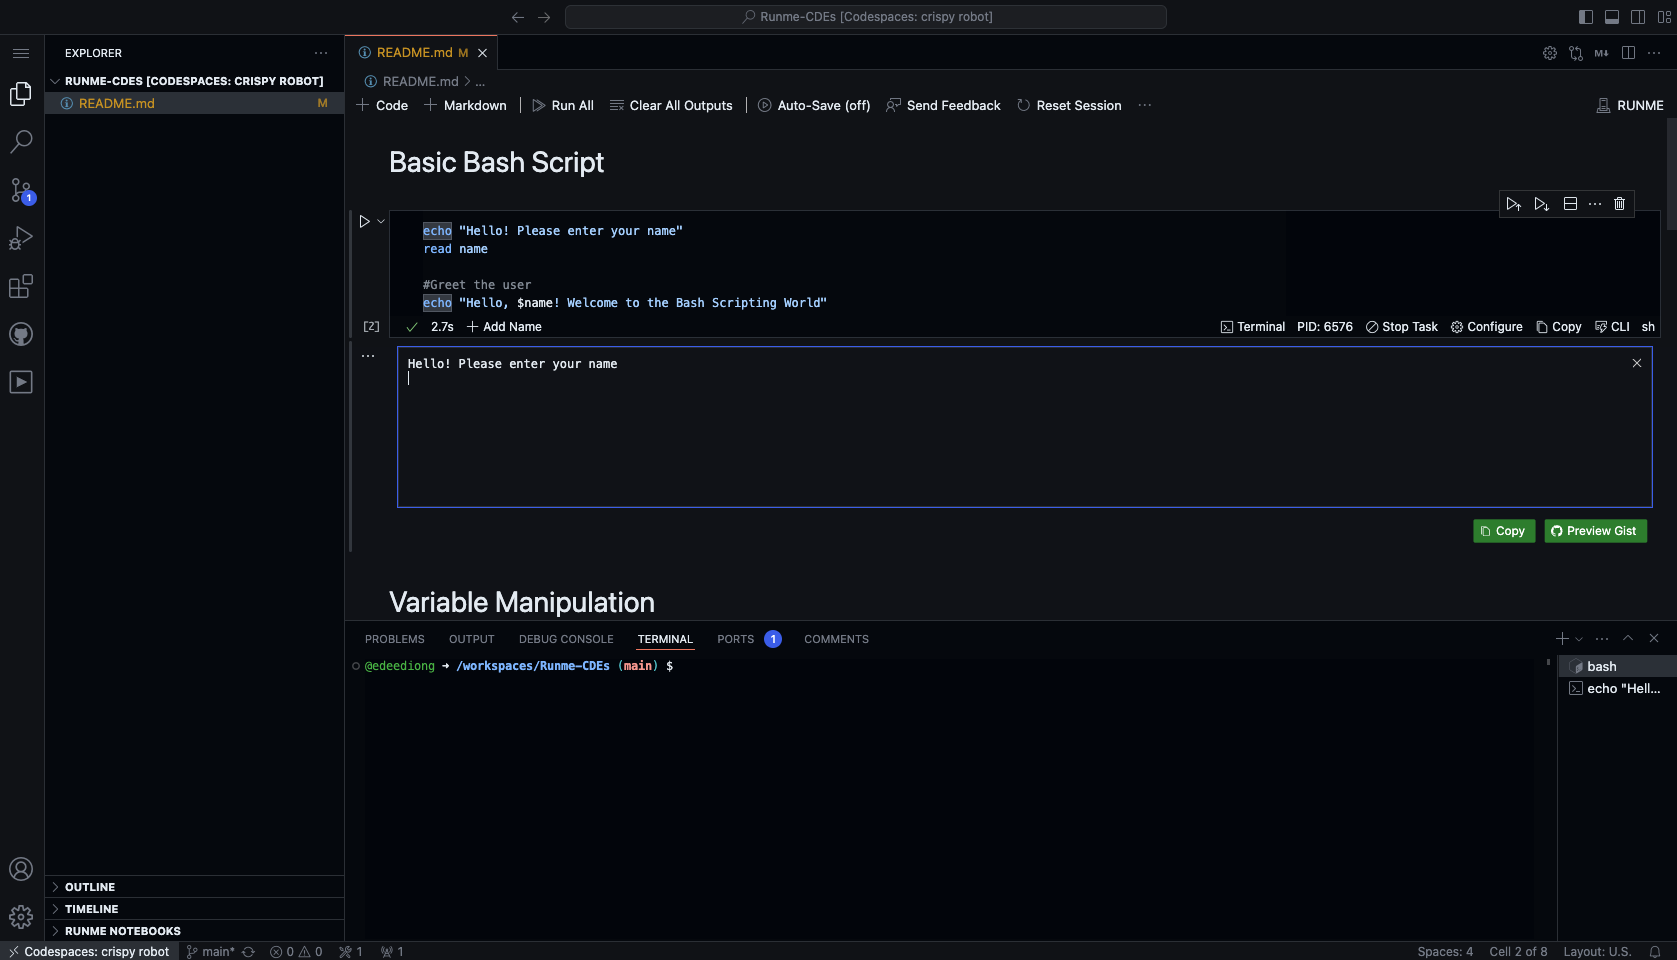 Runme-CDEs [Codespaces: crispy robot]
EXPLORER
RUNME-CDES [CODESPACES: CRISPY ROBOT]
README.md M
README.md M
README.md > ...
Code Markdown Run All Clear All Outputs Auto-Save (off) Send Feedback Reset Session ... RUNME
Basic Bash Script
echo "Hello! Please enter your name"
read name
#Greet the user
echo "Hello, $name! Welcome to the Bash Scripting World"
[2] 2.7s Add Name Terminal PID: 6576 Stop Task Configure Copy CLI sh
Hello! Please enter your name
Copy Preview Gist
Variable Manipulation
PROBLEMS OUTPUT DEBUG CONSOLE TERMINAL PORTS 1 COMMENTS
@edeediong ➜ /workspaces/Runme-CDEs (main) $
bash
echo "Hell...
1
OUTLINE
TIMELINE
RUNME NOTEBOOKS
Codespaces: crispy robot main* 0 0 1 1 Spaces: 4 Cell 2 of 8 Layout: U.S.